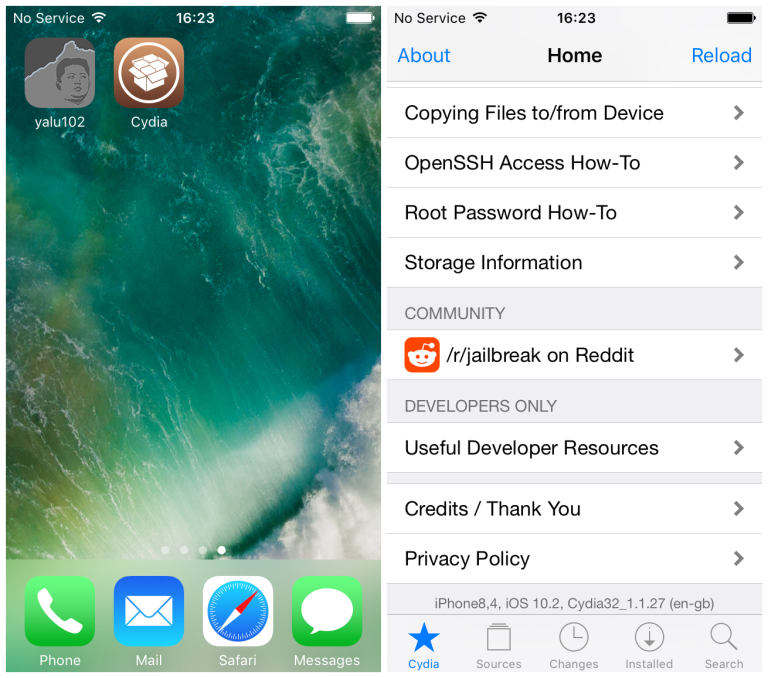 No Service 16:23
yalu102 Cydia
Phone Mail Safari Messages
No Service 16:23
About Home Reload
Copying Files to/from Device
OpenSSH Access How-To
Root Password How-To
Storage Information
COMMUNITY
/r/jailbreak on Reddit
DEVELOPERS ONLY
Useful Developer Resources
Credits / Thank You
Privacy Policy
iPhone8,4, iOS 10.2, Cydia32_1.1.27 (en-gb)
Cydia Sources Changes Installed Search